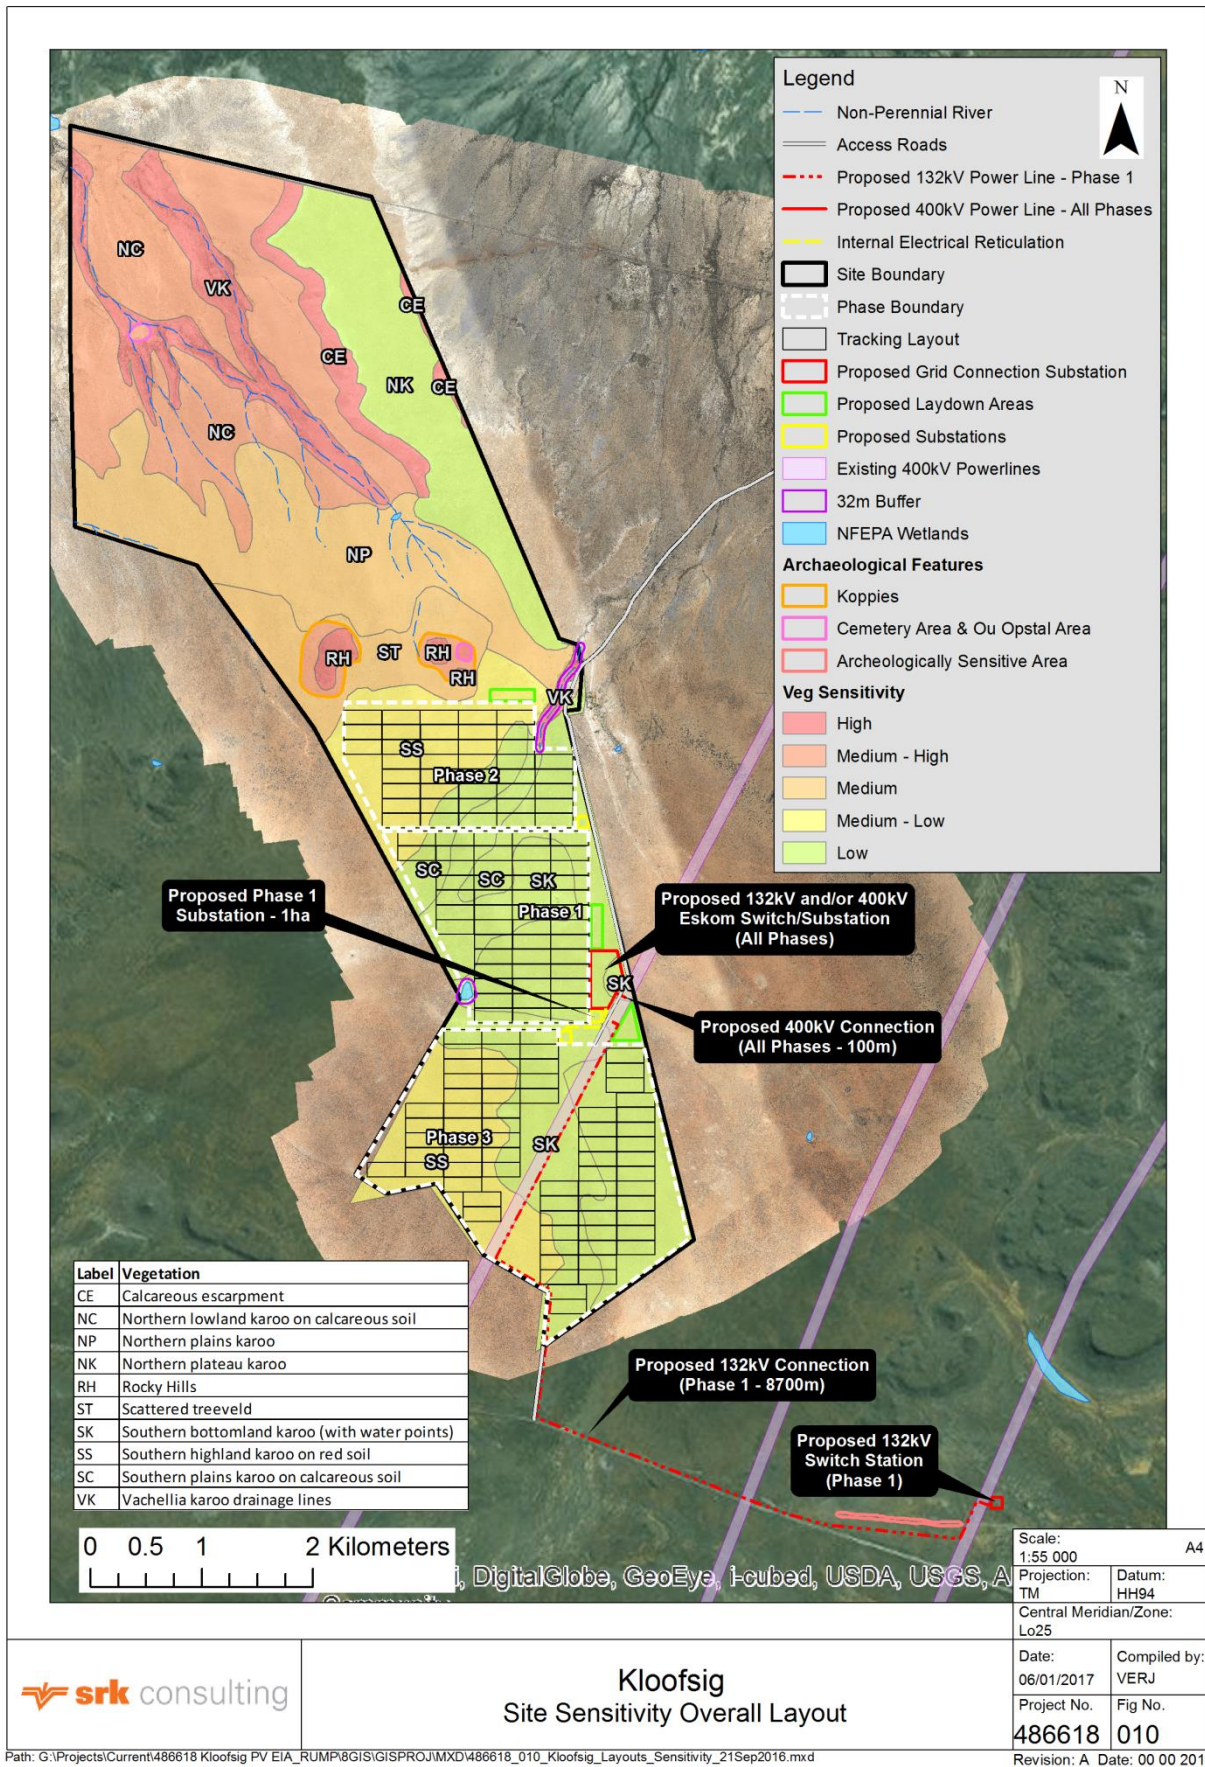 Legend
N
Non-Perennial River
Access Roads
Proposed 132kV Power Line - Phase 1
Proposed 400kV Power Line - All Phases
Internal Electrical Reticulation
Site Boundary
Phase Boundary
Tracking Layout
Proposed Grid Connection Substation
Proposed Laydown Areas
Proposed Substations
Existing 400kV Powerlines
32m Buffer
NFEPA Wetlands
Archaeological Features
Koppies
Cemetery Area & Ou Opstal Area
Archeologically Sensitive Area
Veg Sensitivity
High
Medium - High
Medium
Medium - Low
Low
NC
VK
CE
CE
NK
CE
NC
NP
RH
ST
RH
RH
VK
SS
Phase 2
SC
SC
SK
Phase 1
Proposed Phase 1
Substation - 1ha
Proposed 132kV and/or 400kV
Eskom Switch/Substation
(All Phases)
SK
Proposed 400kV Connection
(All Phases - 100m)
Phase 3
SK
SS
Label Vegetation
CE Calcareous escarpment
NC Northern lowland karoo on calcareous soil
NP Northern plains karoo
NK Northern plateau karoo
RH Rocky Hills
ST Scattered treeveld
SK Southern bottomland karoo (with water points)
SS Southern highland karoo on red soil
SC Southern plains karoo on calcareous soil
VK Vachellia karoo drainage lines
Proposed 132kV Connection
(Phase 1 - 8700m)
Proposed 132kV
Switch Station
(Phase 1)
0 0.5 1 2 Kilometers
i, DigitalGlobe, GeoEye, i-cubed, USDA, USGS, A
Scale:
1:55 000 A4
Projection: TM
Datum: HH94
Central Meridian/Zone:
Lo25
Date: 06/01/2017
Compiled by: VERJ
Project No. 486618
Fig No. 010
Revision: A Date: 00 00 201
srk consulting
Kloofsig
Site Sensitivity Overall Layout
Path: G:\Projects\Current\486618 Kloofsig PV EIA_RUMP\8GIS\GISPROJ\MXD\486618_010_Kloofsig_Layouts_Sensitivity_21Sep2016.mxd